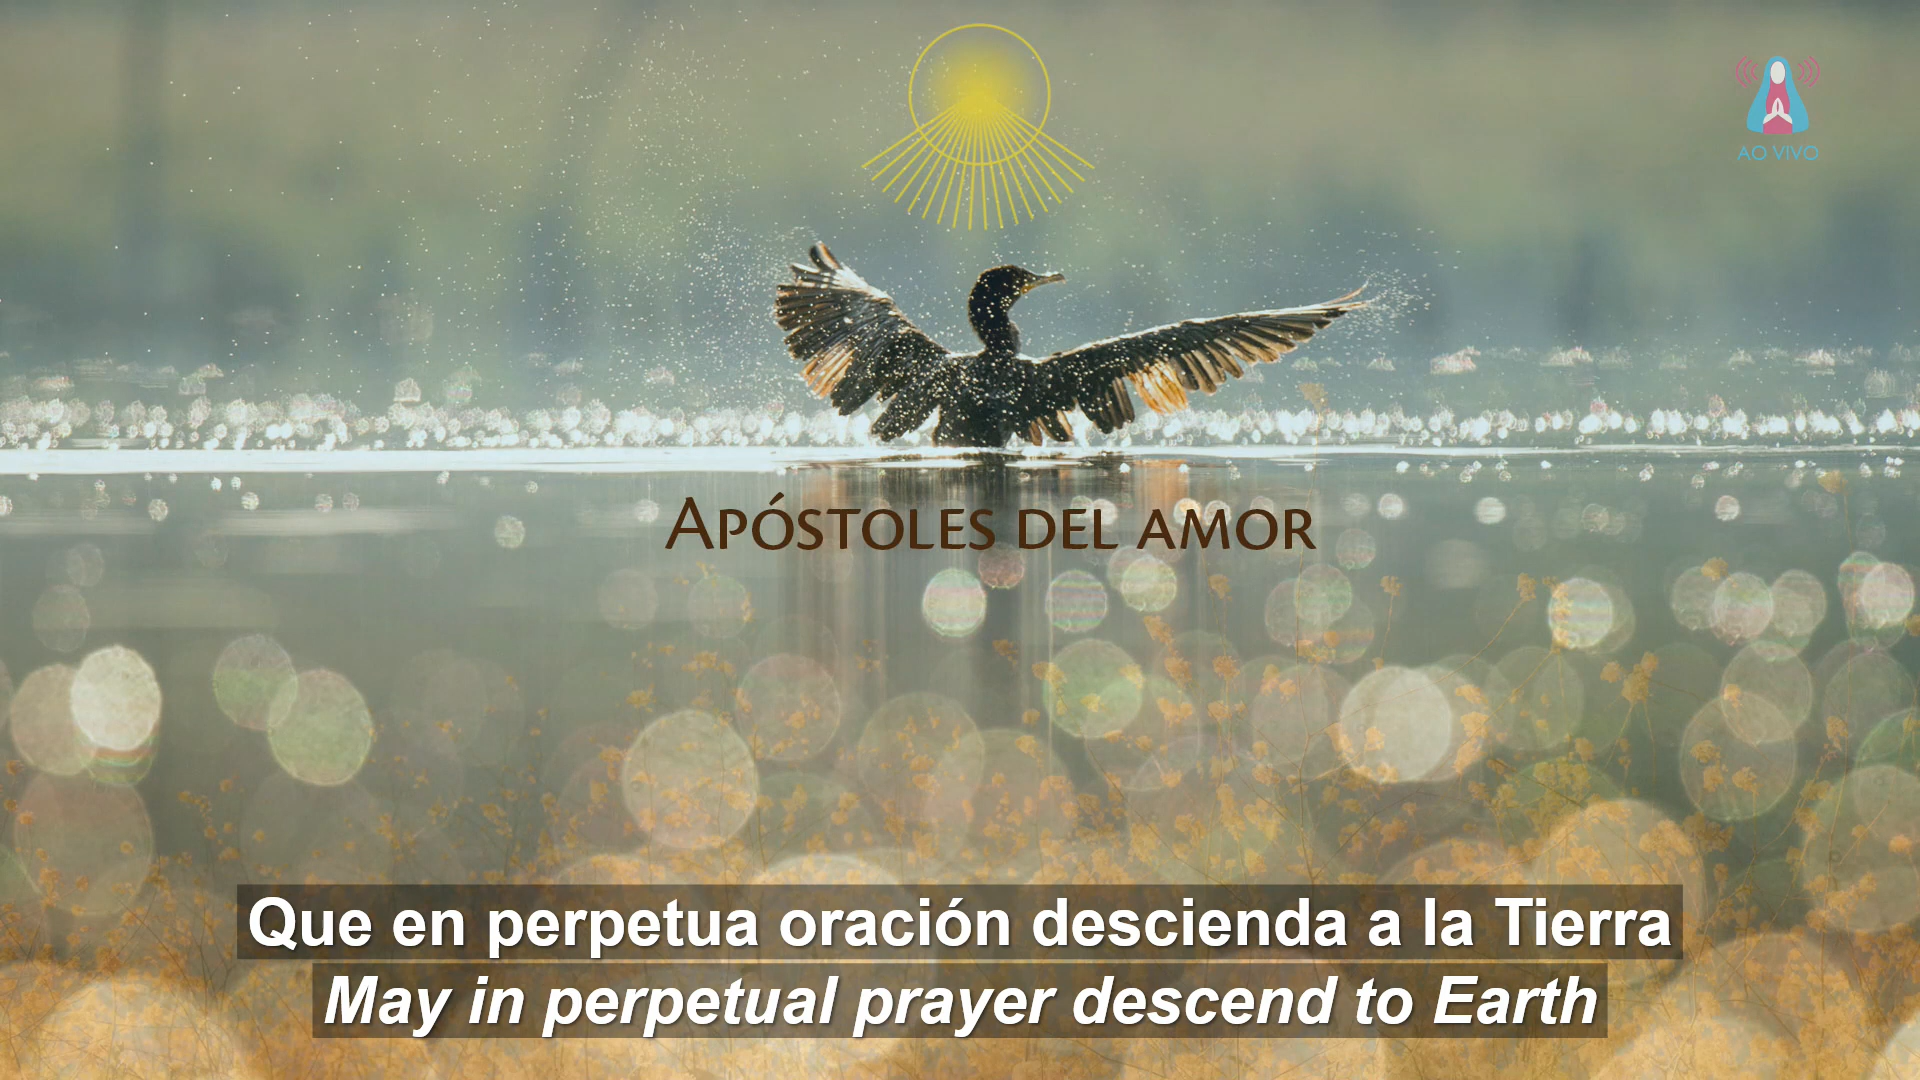 AO VIVO
Apóstoles del amor
Que en perpetua oración descienda a la Tierra
May in perpetual prayer descend to Earth